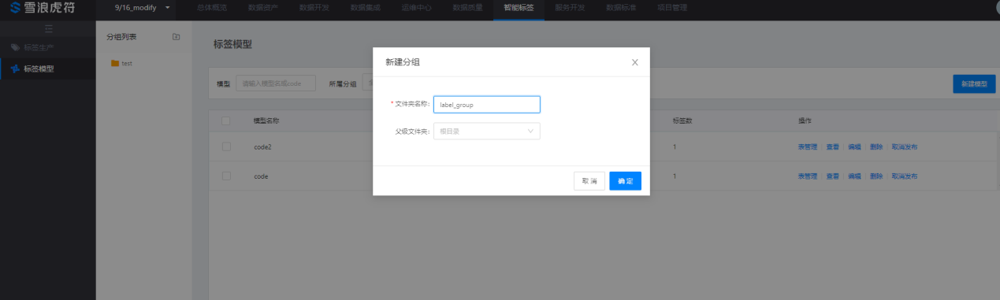 雪浪虎符
9/16_modify
总体概览 数据资产 数据开发 数据集成 运维中心 数据质量 智能标签 服务开发 数据标准 项目管理
标签生产
标签模型
分组列表
test
标签模型
模型 请输入模型名或code 所属分组
新建模型
模型名称 标签数 操作
code2 1 表管理 查看 编辑 删除 取消发布
code 1 表管理 查看 编辑 删除 取消发布
新建分组
* 文件夹名称: label_group
父级文件夹: 根目录
取 消 确 定